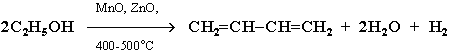 MnO, ZnO,
2C₂H₅OH ⟶ CH₂=CH–CH=CH₂ + 2H₂O + H₂
400-500°C